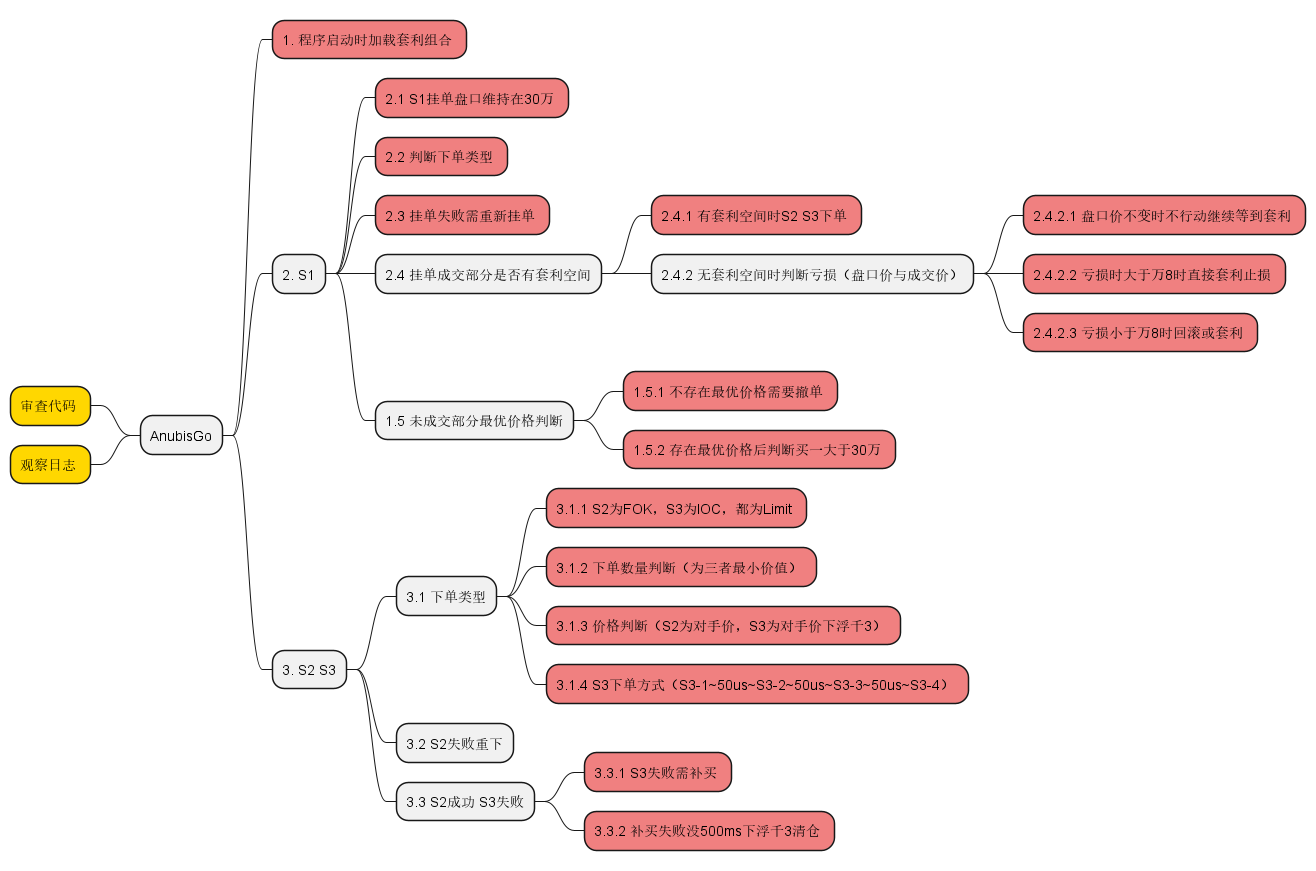 1. 程序启动时加载套利组合
2.1 S1挂单盘口维持在30万
2.2 判断下单类型
2.3 挂单失败需重新挂单
2.4.1 有套利空间时S2 S3下单
2.4.2.1 盘口价不变时不行动继续等到套利
2. S1
2.4 挂单成交部分是否有套利空间
2.4.2 无套利空间时判断亏损（盘口价与成交价）
2.4.2.2 亏损时大于万8时直接套利止损
2.4.2.3 亏损小于万8时回滚或套利
审查代码
AnubisGo
观察日志
1.5 未成交部分最优价格判断
1.5.1 不存在最优价格需要撤单
1.5.2 存在最优价格后判断买一大于30万
3.1.1 S2为FOK，S3为IOC，都为Limit
3.1.2 下单数量判断（为三者最小价值）
3.1 下单类型
3.1.3 价格判断（S2为对手价，S3为对手价下浮千3）
3. S2 S3
3.1.4 S3下单方式（S3-1~50us~S3-2~50us~S3-3~50us~S3-4）
3.2 S2失败重下
3.3 S2成功 S3失败
3.3.1 S3失败需补买
3.3.2 补买失败没500ms下浮千3清仓